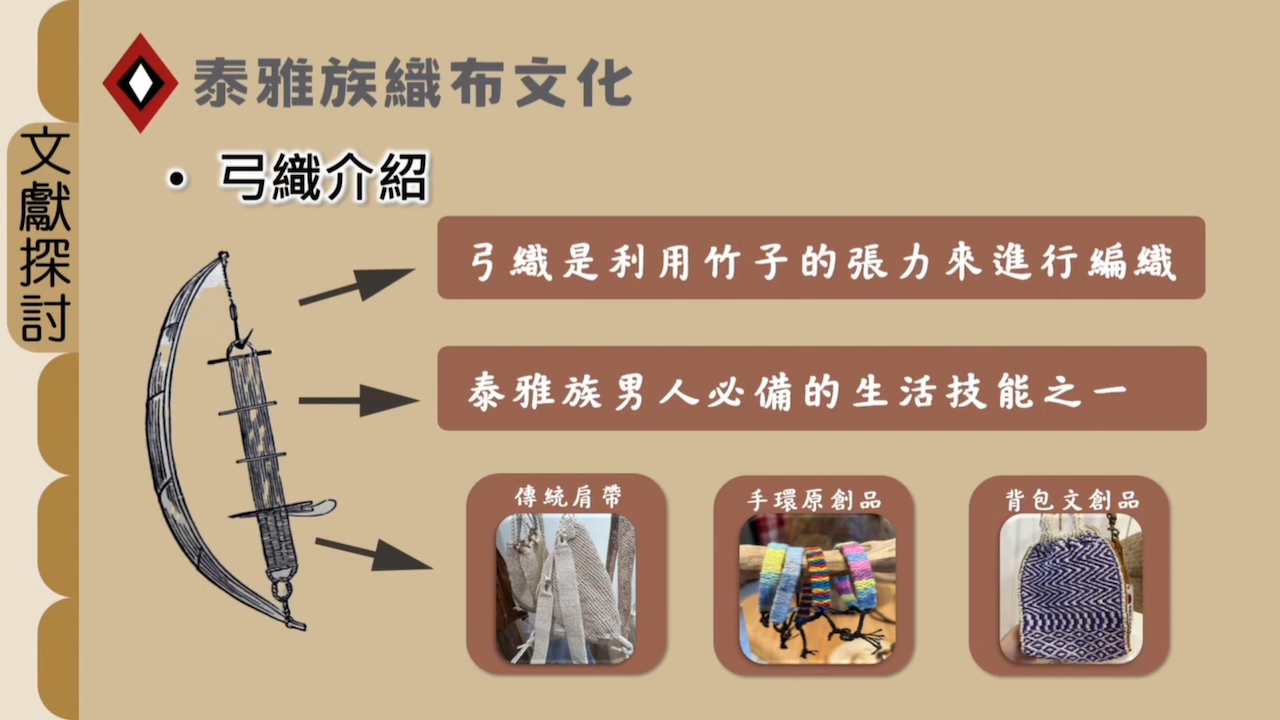 文獻探討
泰雅族織布文化
• 弓織介紹
弓織是利用竹子的張力來進行編織
泰雅族男人必備的生活技能之一
傳統肩帶
手環原創品
背包文創品